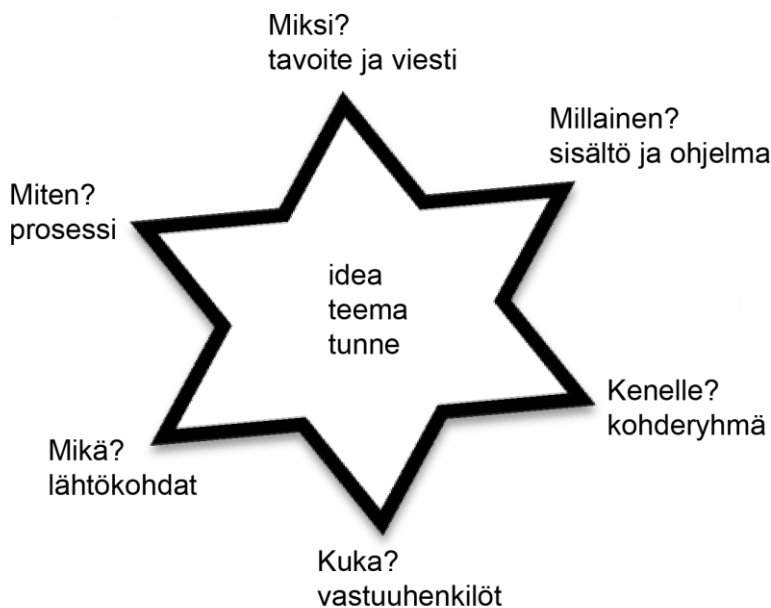 Miksi?
tavoite ja viesti
Millainen?
sisältö ja ohjelma
Miten?
prosessi
idea
teema
tunne
Kenelle?
kohderyhmä
Mikä?
lähtökohdat
Kuka?
vastuuhenkilöt